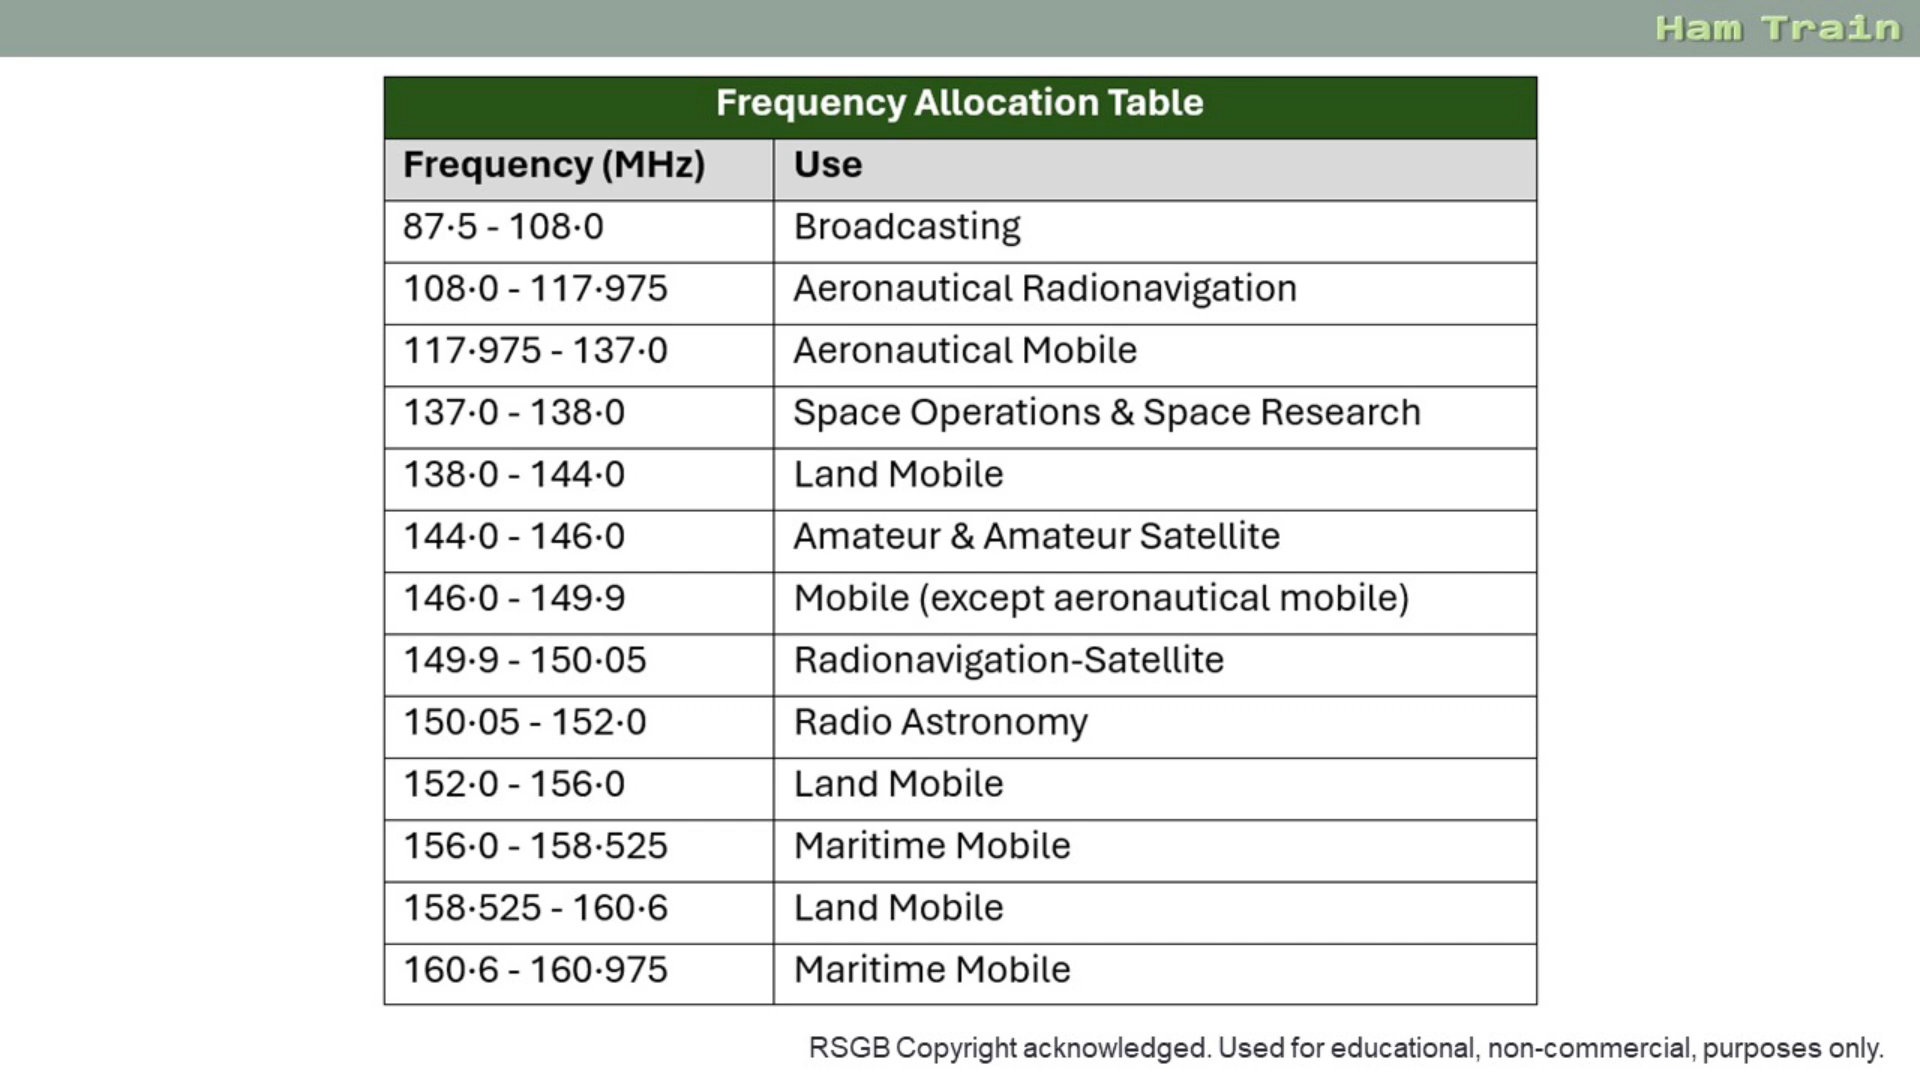 Ham Train
Frequency Allocation Table
Frequency (MHz) Use
87·5 - 108·0 Broadcasting
108·0 - 117·975 Aeronautical Radionavigation
117·975 - 137·0 Aeronautical Mobile
137·0 - 138·0 Space Operations & Space Research
138·0 - 144·0 Land Mobile
144·0 - 146·0 Amateur & Amateur Satellite
146·0 - 149·9 Mobile (except aeronautical mobile)
149·9 - 150·05 Radionavigation-Satellite
150·05 - 152·0 Radio Astronomy
152·0 - 156·0 Land Mobile
156·0 - 158·525 Maritime Mobile
158·525 - 160·6 Land Mobile
160·6 - 160·975 Maritime Mobile
RSGB Copyright acknowledged. Used for educational, non-commercial, purposes only.